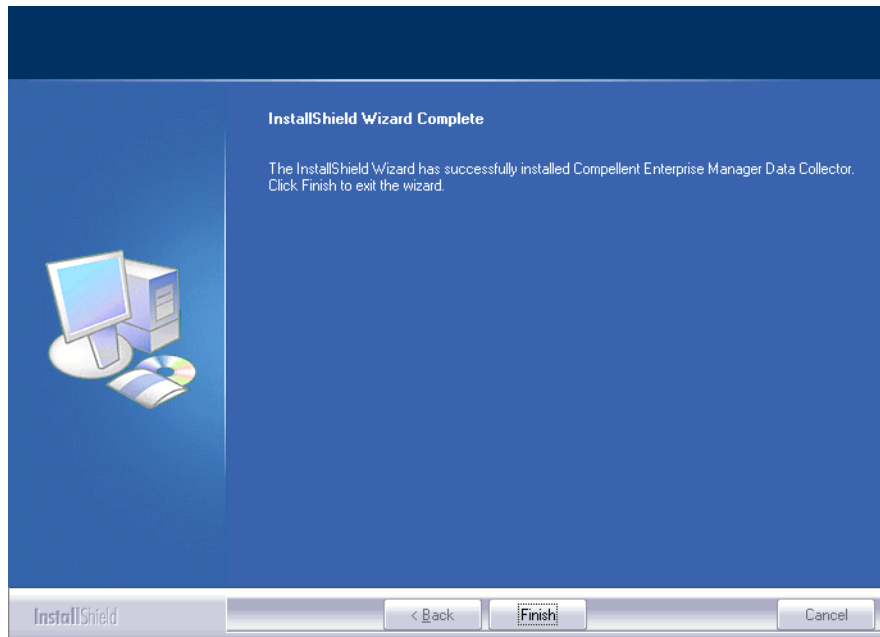 InstallShield Wizard Complete
The InstallShield Wizard has successfully installed Compellent Enterprise Manager Data Collector.
Click Finish to exit the wizard.
InstallShield
< Back
Finish
Cancel